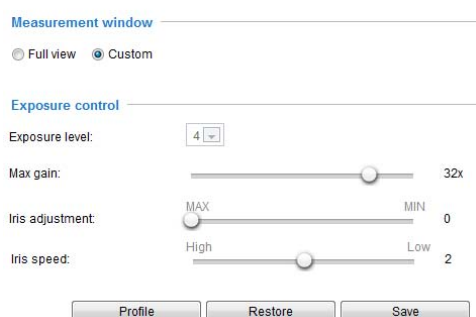 Measurement window
Full view Custom
Exposure control
Exposure level: 4
Max gain: 32x
MAX MIN
Iris adjustment: 0
High Low
Iris speed: 2
Profile Restore Save